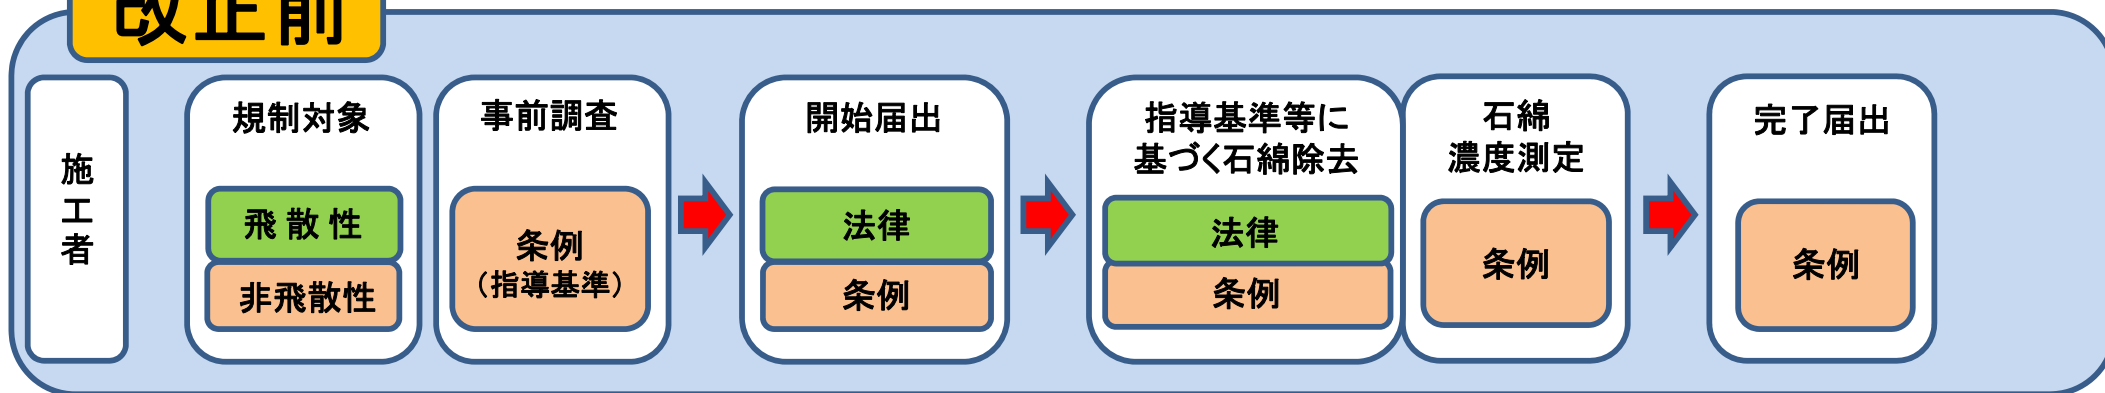 改正前
施工者
規制対象
飛散性
非飛散性
事前調査
条例
（指導基準）
開始届出
法律
条例
指導基準等に
基づく石綿除去
法律
条例
石綿
濃度測定
条例
完了届出
条例